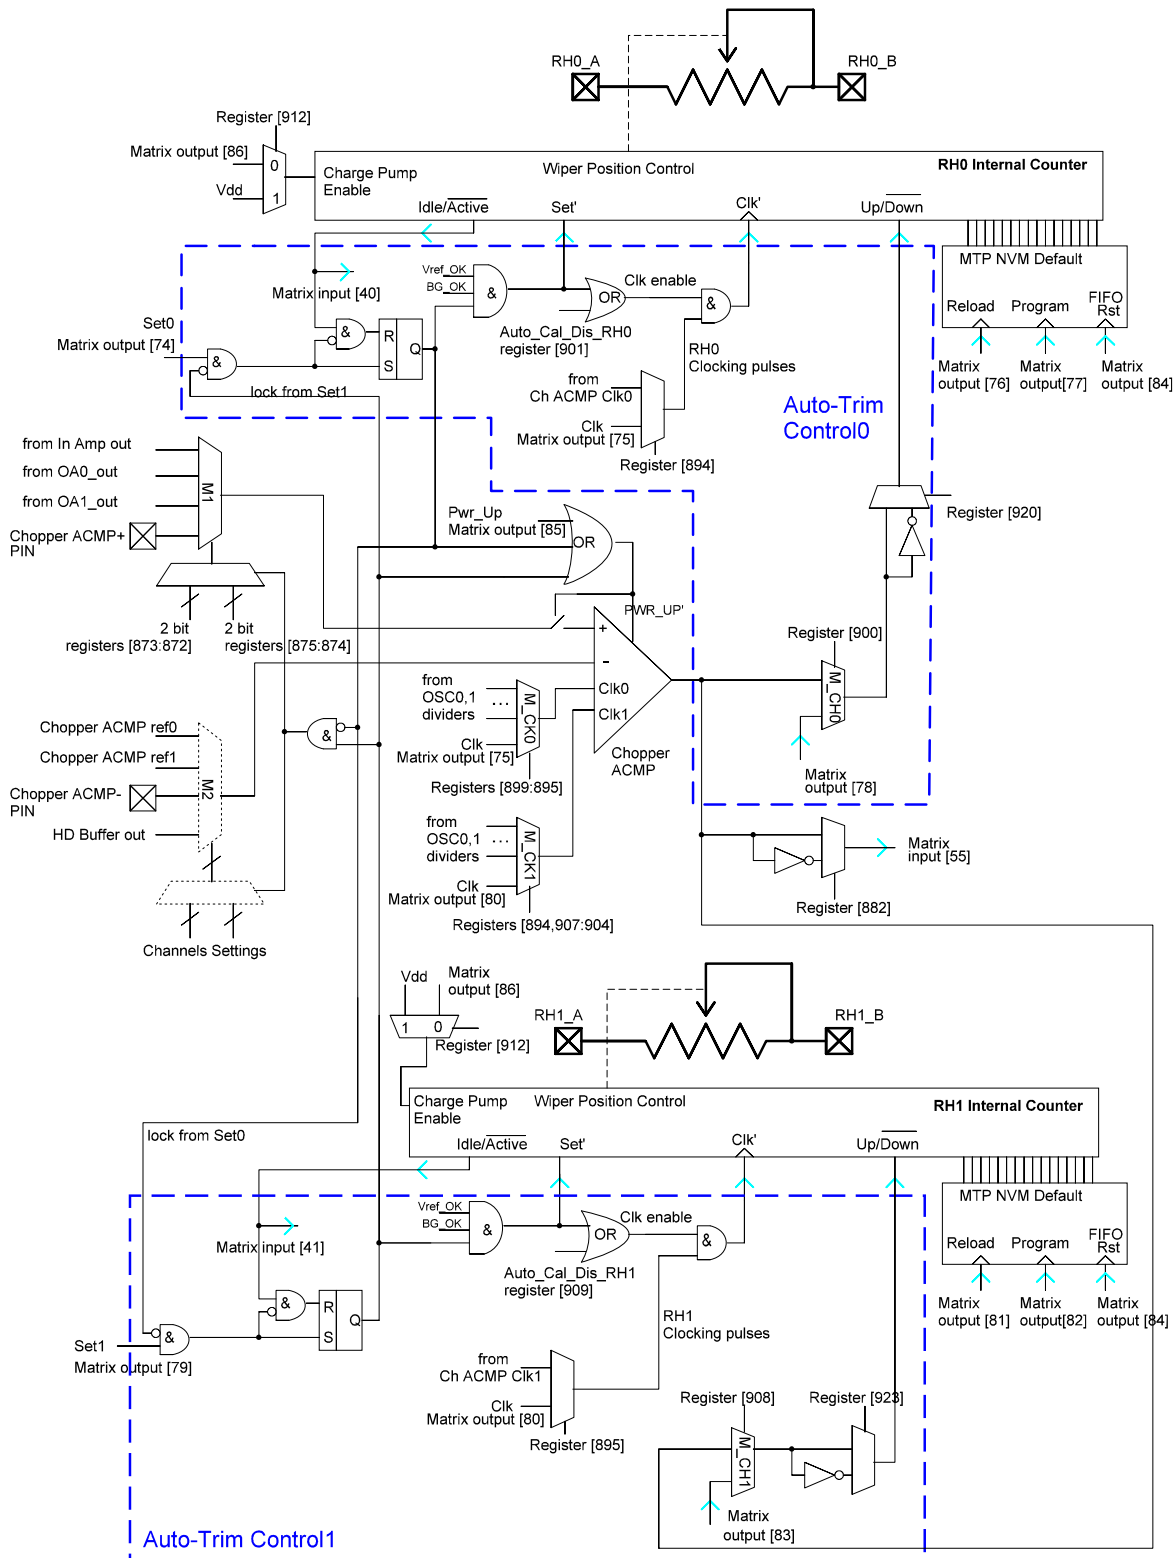 RH0_A
RH0_B
Register [912]
Matrix output [86]
0
Vdd
1
Charge Pump
Enable
Wiper Position Control
RH0 Internal Counter
Idle/Active
Set'
Clk'
Up/Down
MTP NVM Default
Reload
Program
FIFO
Rst
Matrix
output [76]
Matrix
output[77]
Matrix
output [84]
Matrix input [40]
Vref_OK
BG_OK
&
OR
Clk enable
&
Auto_Cal_Dis_RH0
register [901]
Set0
Matrix output [74]
&
&
R
S
Q
lock from Set1
RH0
Clocking pulses
from
Ch ACMP Clk0
Clk
Matrix output [75]
Register [894]
Auto-Trim
Control0
from In Amp out
from OA0_out
from OA1_out
Chopper ACMP+
PIN
M1
2 bit
registers [873:872]
2 bit
registers [875:874]
Pwr_Up
Matrix output [85]
OR
PWR_UP'
Register [920]
Register [900]
+
-
Clk0
Clk1
Chopper
ACMP
from
OSC0,1
dividers
...
Clk
Matrix output [75]
M_CK0
Registers [899:895]
M_CH0
Matrix
output [78]
Chopper ACMP ref0
Chopper ACMP ref1
Chopper ACMP-
PIN
HD Buffer out
M2
&
Channels Settings
from
OSC0,1
dividers
...
Clk
Matrix output [80]
M_CK1
Registers [894,907:904]
Matrix
input [55]
Register [882]
Vdd
Matrix
output [86]
1
0
Register [912]
RH1_A
RH1_B
Charge Pump
Enable
Wiper Position Control
RH1 Internal Counter
Idle/Active
Set'
Clk'
Up/Down
lock from Set0
MTP NVM Default
Reload
Program
FIFO
Rst
Matrix
output [81]
Matrix
output[82]
Matrix
output [84]
Vref_OK
BG_OK
&
OR
Clk enable
&
Matrix input [41]
Auto_Cal_Dis_RH1
register [909]
&
R
S
Q
Set1
&
Matrix output [79]
RH1
Clocking pulses
from
Ch ACMP Clk1
Clk
Matrix output [80]
Register [895]
Register [908]
Register [923]
M_CH1
Matrix
output [83]
Auto-Trim Control1